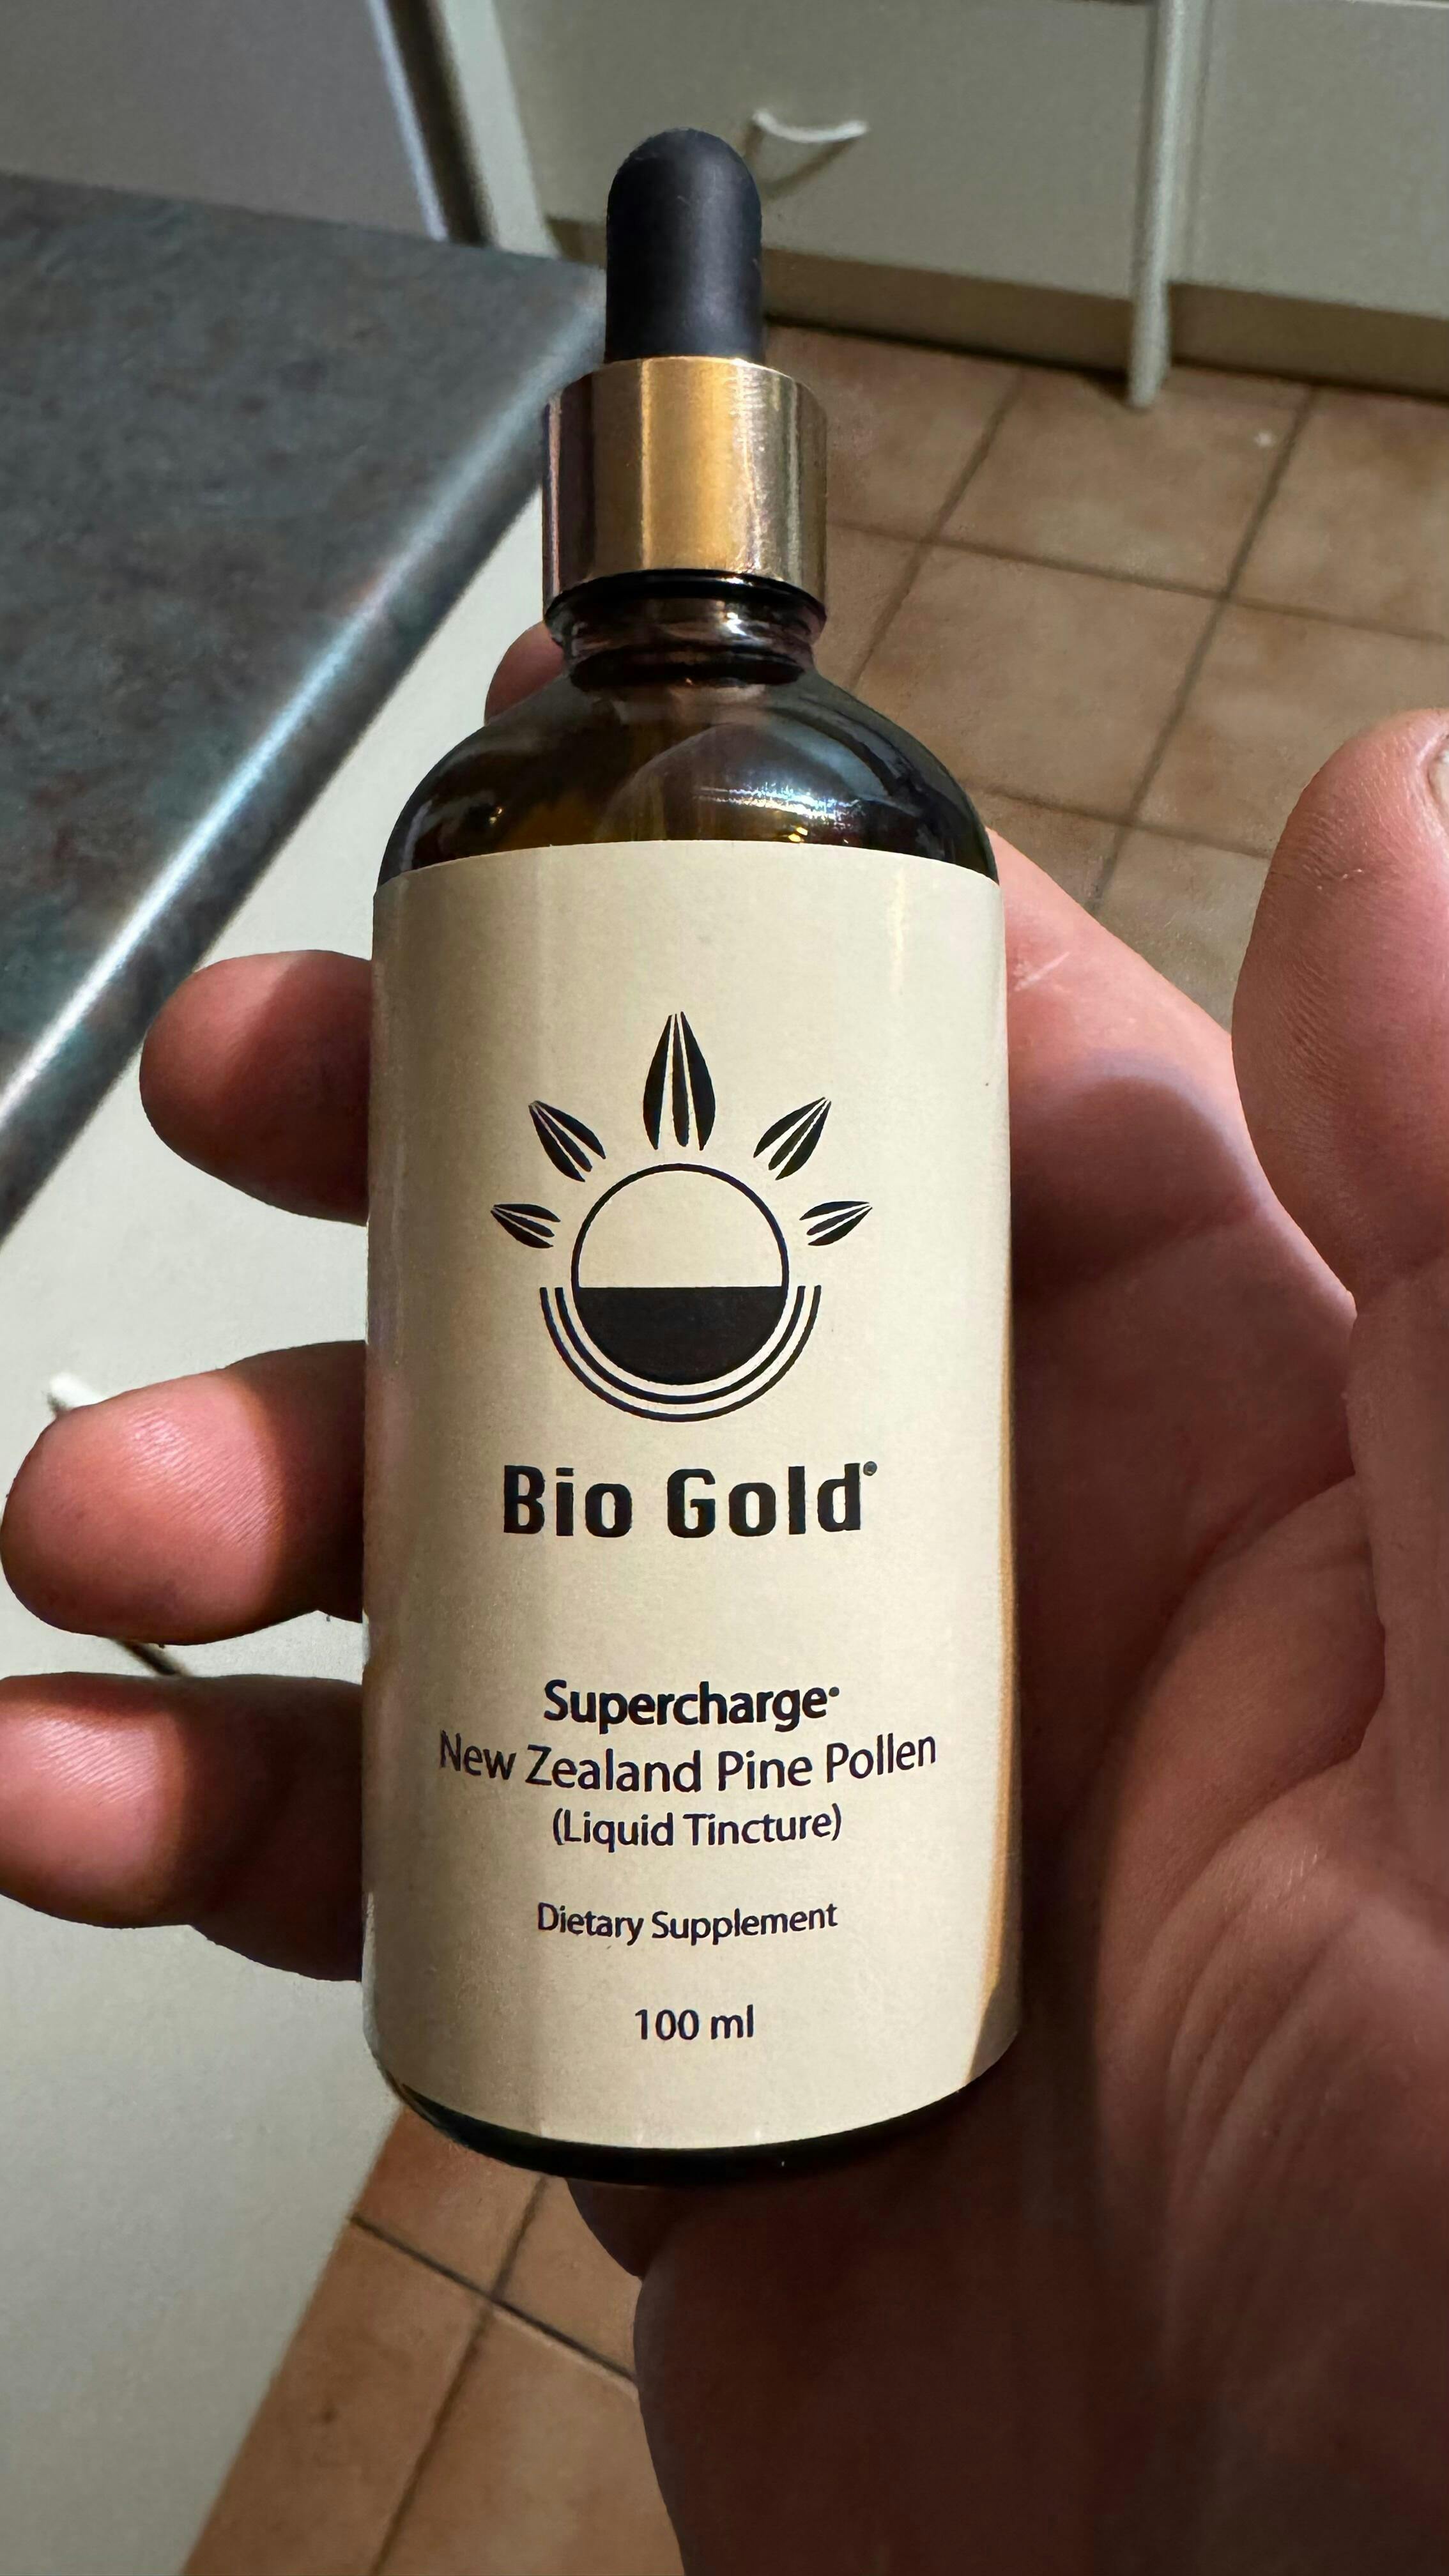 Bio Gold®
Supercharge®
New Zealand Pine Pollen
(Liquid Tincture)
Dietary Supplement
100 ml